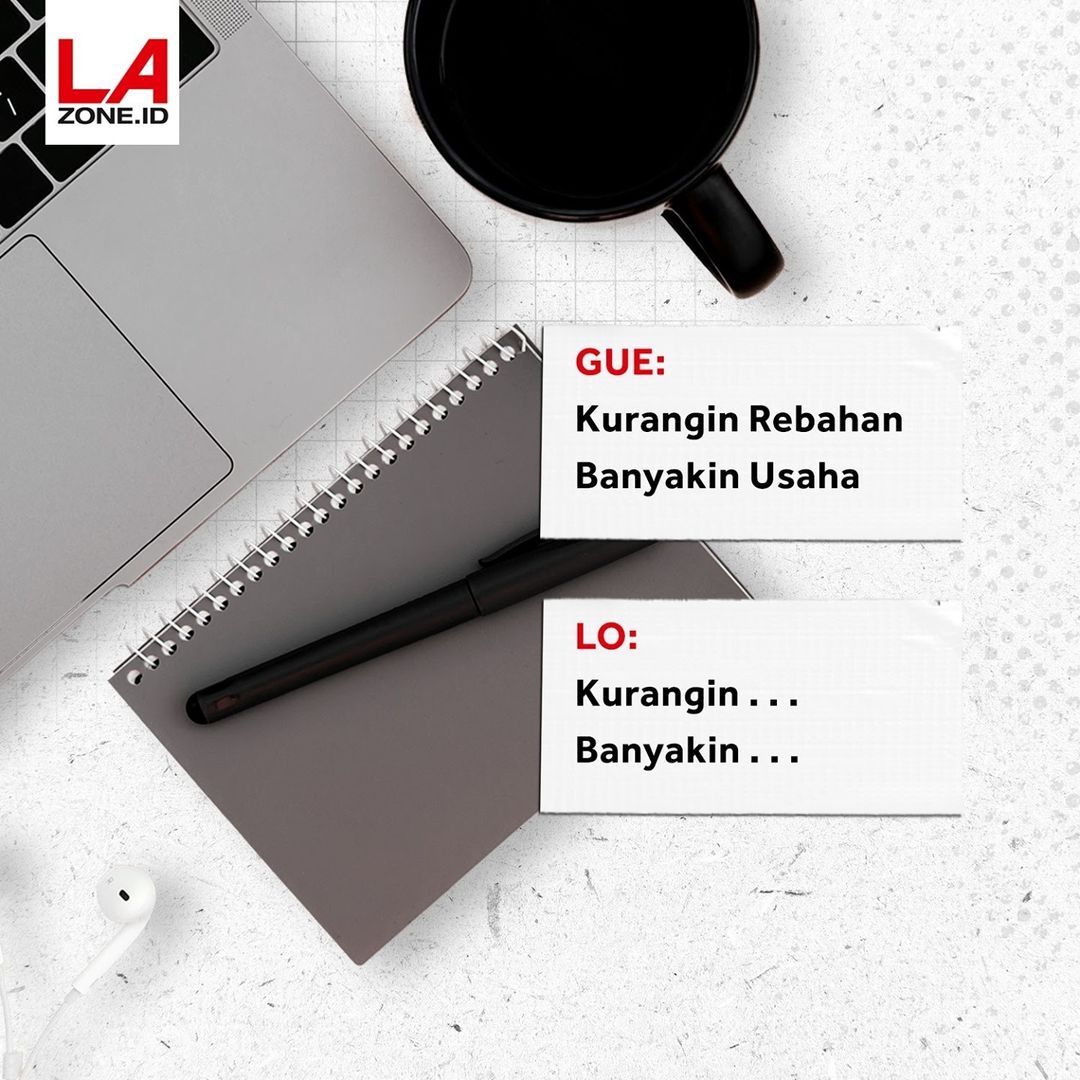 LA
ZONE.ID
GUE:
Kurangin Rebahan
Banyakin Usaha
LO:
Kurangin . . .
Banyakin . . .